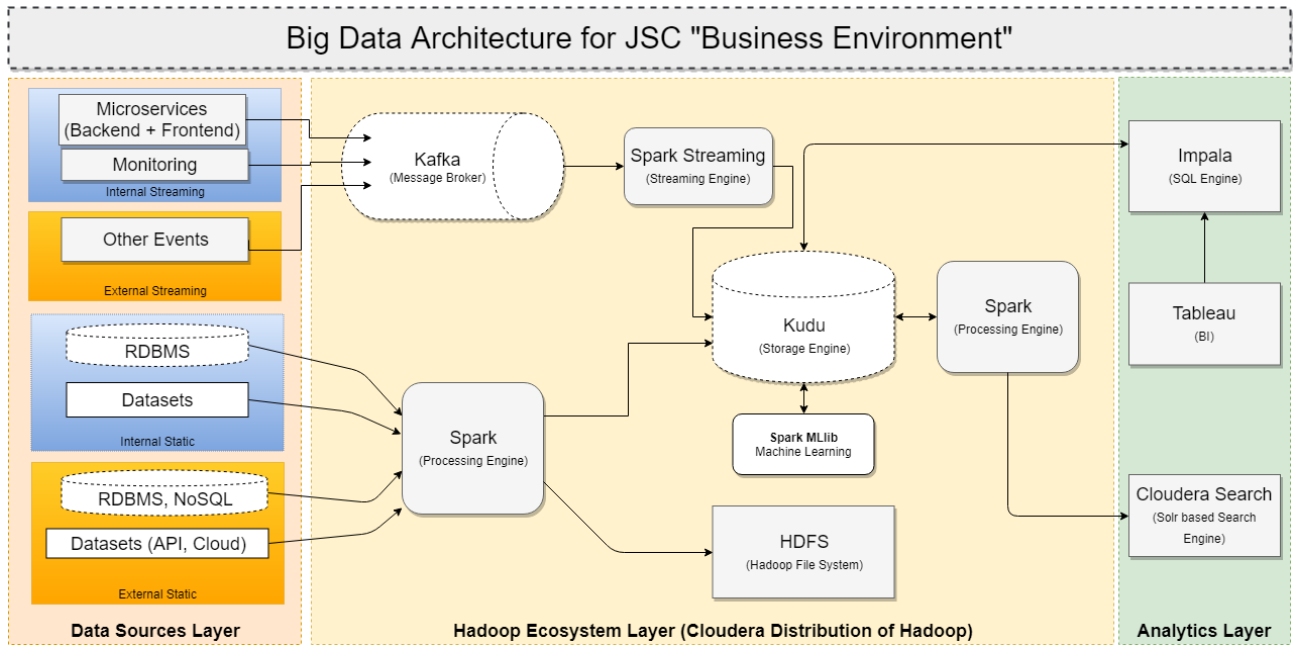 Big Data Architecture for JSC "Business Environment"
Microservices
(Backend + Frontend)
Monitoring
Internal Streaming
Other Events
External Streaming
RDBMS
Datasets
Internal Static
RDBMS, NoSQL
Datasets (API, Cloud)
External Static
Data Sources Layer
Kafka
(Message Broker)
Spark Streaming
(Streaming Engine)
Kudu
(Storage Engine)
Spark
(Processing Engine)
Spark
(Processing Engine)
Spark MLlib
Machine Learning
HDFS
(Hadoop File System)
Hadoop Ecosystem Layer (Cloudera Distribution of Hadoop)
Impala
(SQL Engine)
Tableau
(BI)
Cloudera Search
(Solr based Search
Engine)
Analytics Layer